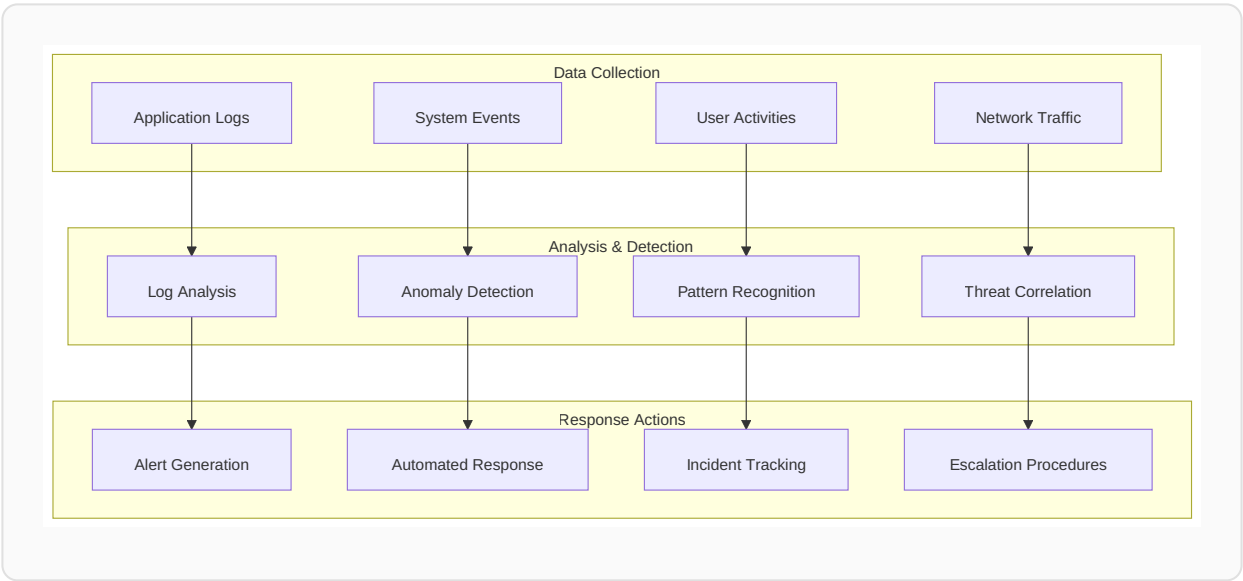 Data Collection
Application Logs
System Events
User Activities
Network Traffic
Analysis & Detection
Log Analysis
Anomaly Detection
Pattern Recognition
Threat Correlation
Response Actions
Alert Generation
Automated Response
Incident Tracking
Escalation Procedures